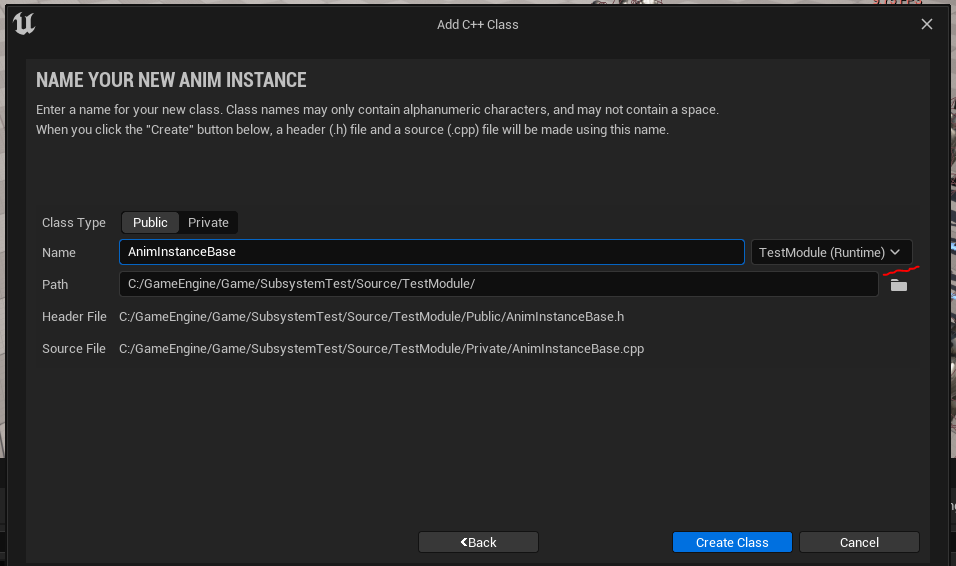 Add C++ Class
NAME YOUR NEW ANIM INSTANCE
Enter a name for your new class. Class names may only contain alphanumeric characters, and may not contain a space.
When you click the "Create" button below, a header (.h) file and a source (.cpp) file will be made using this name.
Class Type Public Private
Name AnimInstanceBase TestModule (Runtime)
Path C:/GameEngine/Game/SubsystemTest/Source/TestModule/
Header File C:/GameEngine/Game/SubsystemTest/Source/TestModule/Public/AnimInstanceBase.h
Source File C:/GameEngine/Game/SubsystemTest/Source/TestModule/Private/AnimInstanceBase.cpp
Back Create Class Cancel